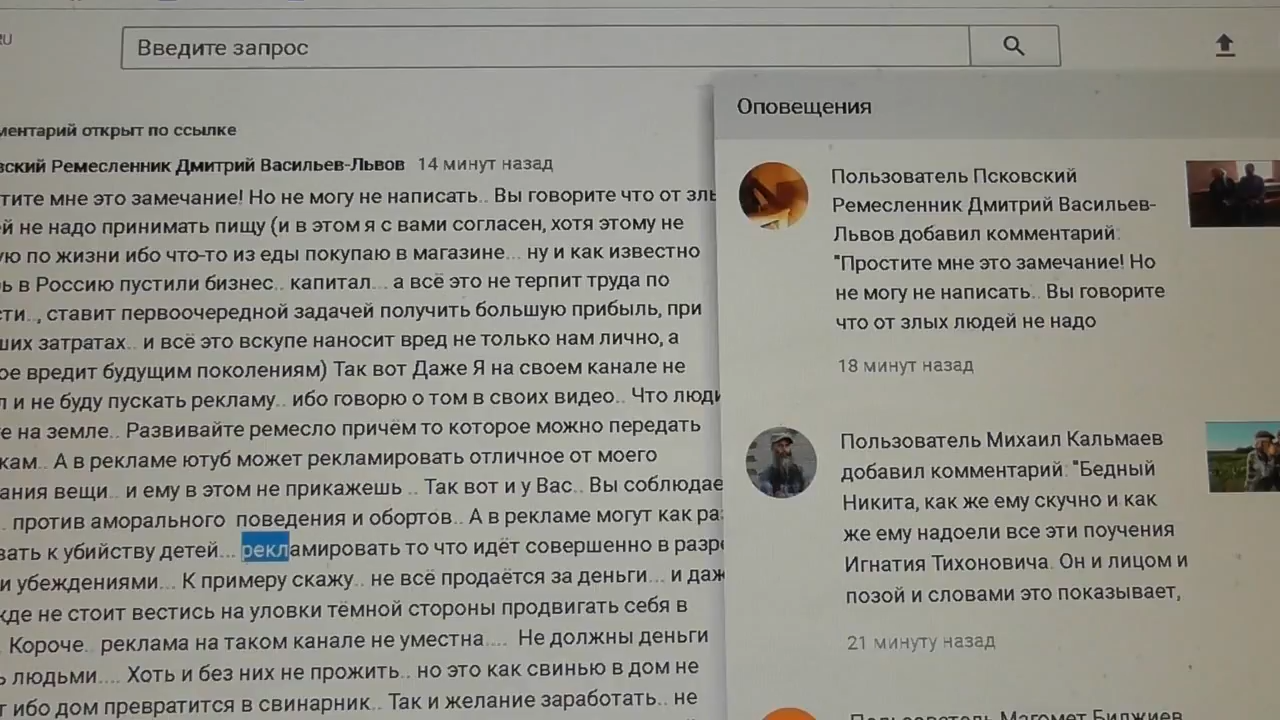 RU
Введите запрос
ментарий открыт по ссылке
вский Ремесленник Дмитрий Васильев-Львов 14 минут назад
стите мне это замечание! Но не могу не написать.. Вы говорите что от злы
й не надо принимать пищу (и в этом я с вами согласен, хотя этому не
ую по жизни ибо что-то из еды покупаю в магазине... ну и как известно
ь в Россию пустили бизнес.. капитал... а всё это не терпит труда по
сти.., ставит первоочередной задачей получить большую прибыль, при
ших затратах.. и всё это вскупе наносит вред не только нам лично, а
ое вредит будущим поколениям) Так вот Даже Я на своем канале не
л и не буду пускать рекламу.. ибо говорю о том в своих видео.. Что люди
е на земле.. Развивайте ремесло причём то которое можно передать
кам.. А в рекламе ютуб может рекламировать отличное от моего
ания вещи.. и ему в этом не прикажешь .. Так вот и у Вас.. Вы соблюдае
. против аморального поведения и обортов.. А в рекламе могут как ра
вать к убийству детей... рекламировать то что идёт совершенно в разре
и убеждениями... К примеру скажу.. не всё продаётся за деньги... и даж
жде не стоит вестись на уловки тёмной стороны продвигать себя в
. Короче.. реклама на таком канале не уместна.... Не должны деньги
ь людьми.... Хоть и без них не прожить.. но это как свинью в дом не
т ибо дом превратится в свинарник.. Так и желание заработать.. не
Оповещения
Пользователь Псковский
Ремесленник Дмитрий Васильев-
Львов добавил комментарий:
"Простите мне это замечание! Но
не могу не написать.. Вы говорите
что от злых людей не надо
18 минут назад
Пользователь Михаил Кальмаев
добавил комментарий: "Бедный
Никита, как же ему скучно и как
же ему надоели все эти поучения
Игнатия Тихоновича. Он и лицом и
позой и словами это показывает,
21 минуту назад
Пользователь Магомет Биджиев